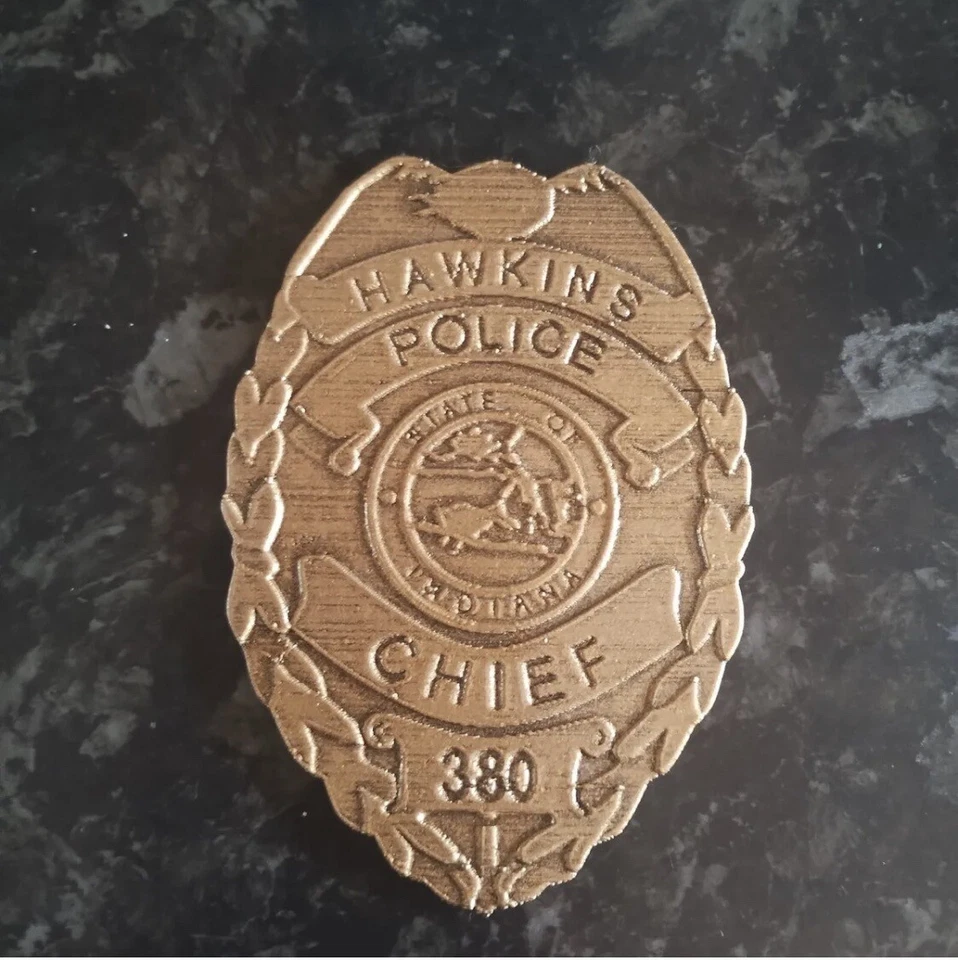 HAWKINS
POLICE
STATE OF
INDIANA
CHIEF
380